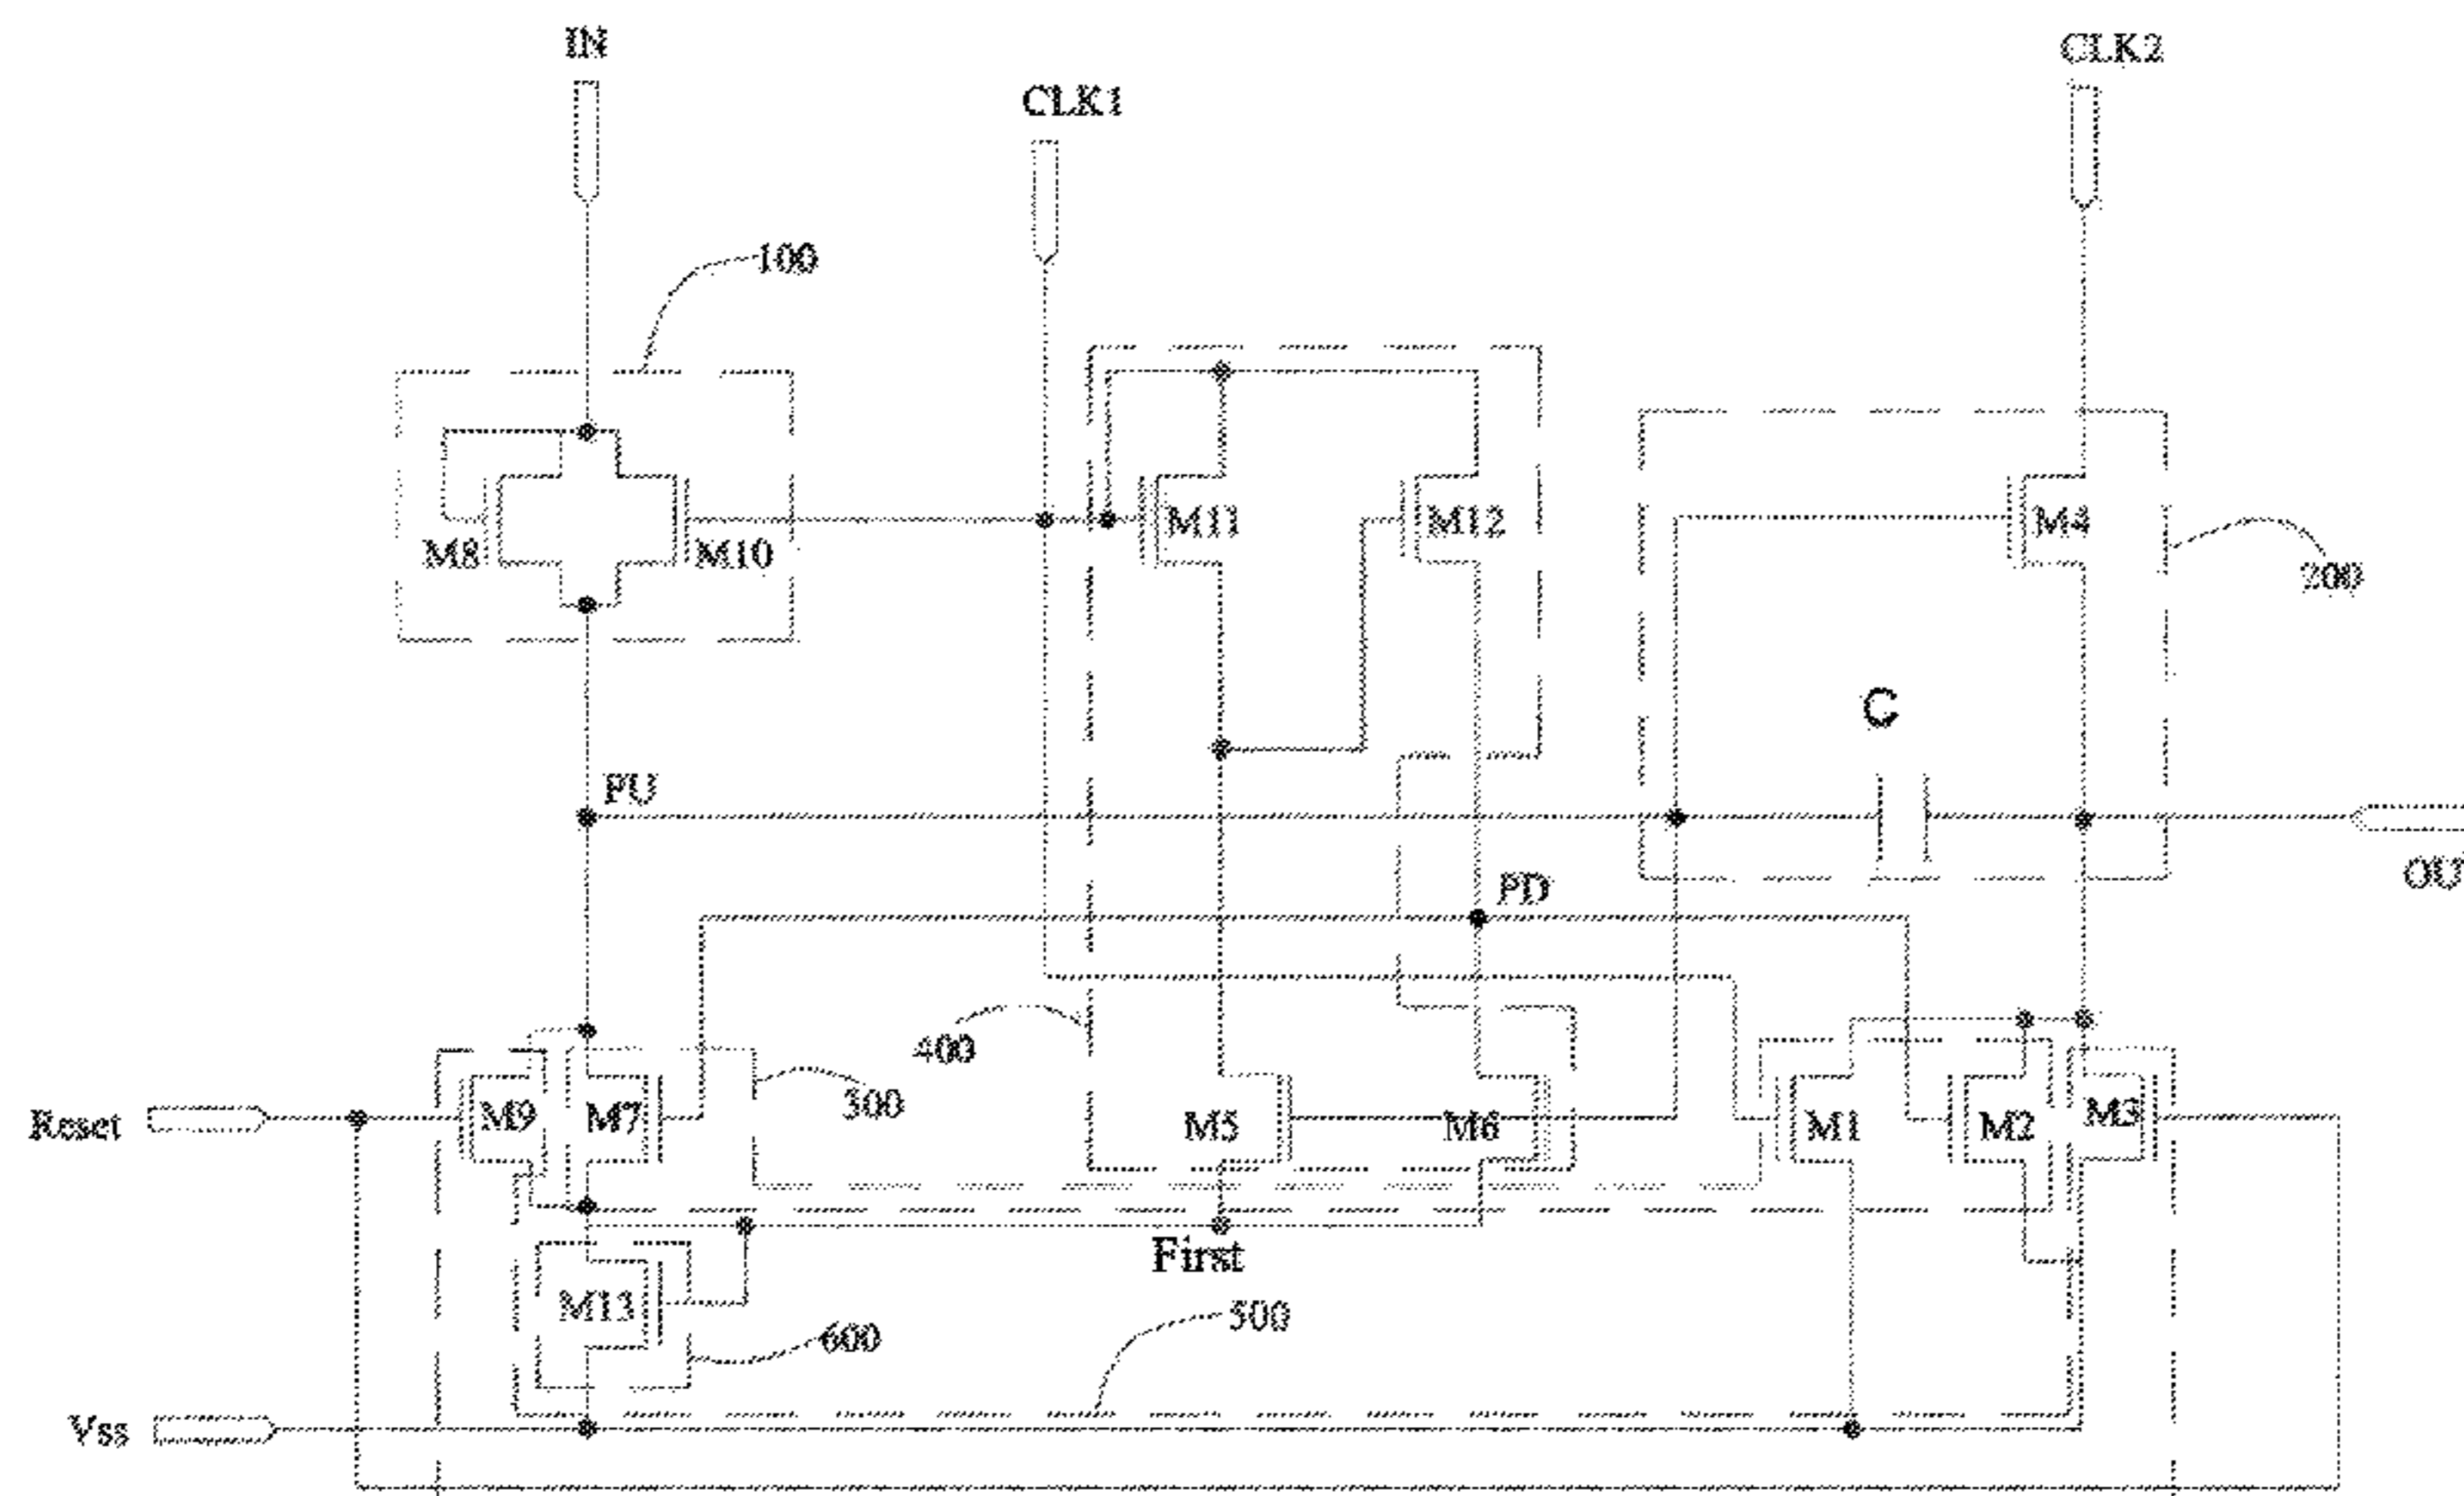 IN
CLK2
CLK1
100
M11
M12
M4
M8
M10
200
C
PU
PD
OU
400
300
Reset
M9
M7
M5
M6
M1
M2
M3
First
M13
600
500
Vss